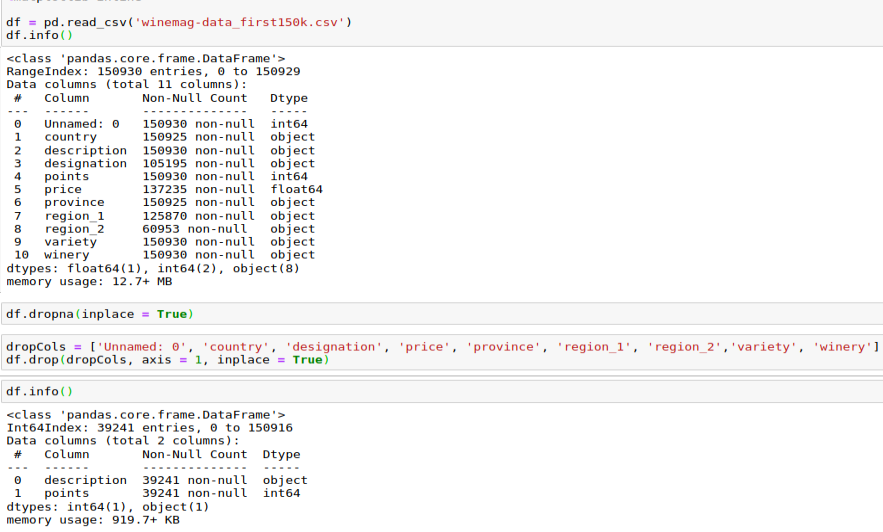 df = pd.read_csv('winemag-data_first150k.csv')
df.info()
<class 'pandas.core.frame.DataFrame'>
RangeIndex: 150930 entries, 0 to 150929
Data columns (total 11 columns):
 #   Column       Non-Null Count   Dtype
---  ------       --------------   -----
 0   Unnamed: 0   150930 non-null  int64
 1   country      150925 non-null  object
 2   description  150930 non-null  object
 3   designation  105195 non-null  object
 4   points       150930 non-null  int64
 5   price        137235 non-null  float64
 6   province     150925 non-null  object
 7   region_1     125870 non-null  object
 8   region_2     60953 non-null   object
 9   variety      150930 non-null  object
 10  winery       150930 non-null  object
dtypes: float64(1), int64(2), object(8)
memory usage: 12.7+ MB
df.dropna(inplace = True)
dropCols = ['Unnamed: 0', 'country', 'designation', 'price', 'province', 'region_1', 'region_2','variety', 'winery']
df.drop(dropCols, axis = 1, inplace = True)
df.info()
<class 'pandas.core.frame.DataFrame'>
Int64Index: 39241 entries, 0 to 150916
Data columns (total 2 columns):
 #   Column       Non-Null Count  Dtype
---  ------       --------------  -----
 0   description  39241 non-null  object
 1   points       39241 non-null  int64
dtypes: int64(1), object(1)
memory usage: 919.7+ KB